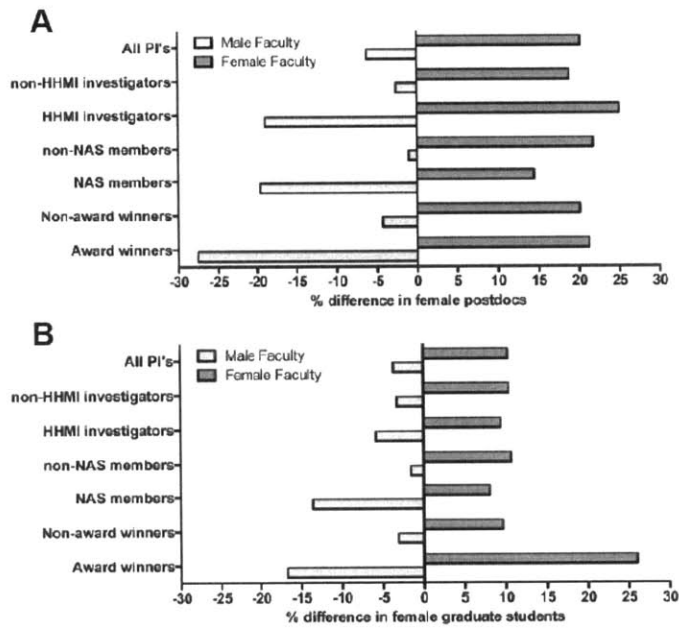 A
Male Faculty
Female Faculty
All PI's
non-HHMI investigators
HHMI investigators
non-NAS members
NAS members
Non-award winners
Award winners
-30 -25 -20 -15 -10 -5 0 5 10 15 20 25 30
% difference in female postdocs
B
Male Faculty
Female Faculty
All PI's
non-HHMI investigators
HHMI investigators
non-NAS members
NAS members
Non-award winners
Award winners
-30 -25 -20 -15 -10 -5 0 5 10 15 20 25 30
% difference in female graduate students